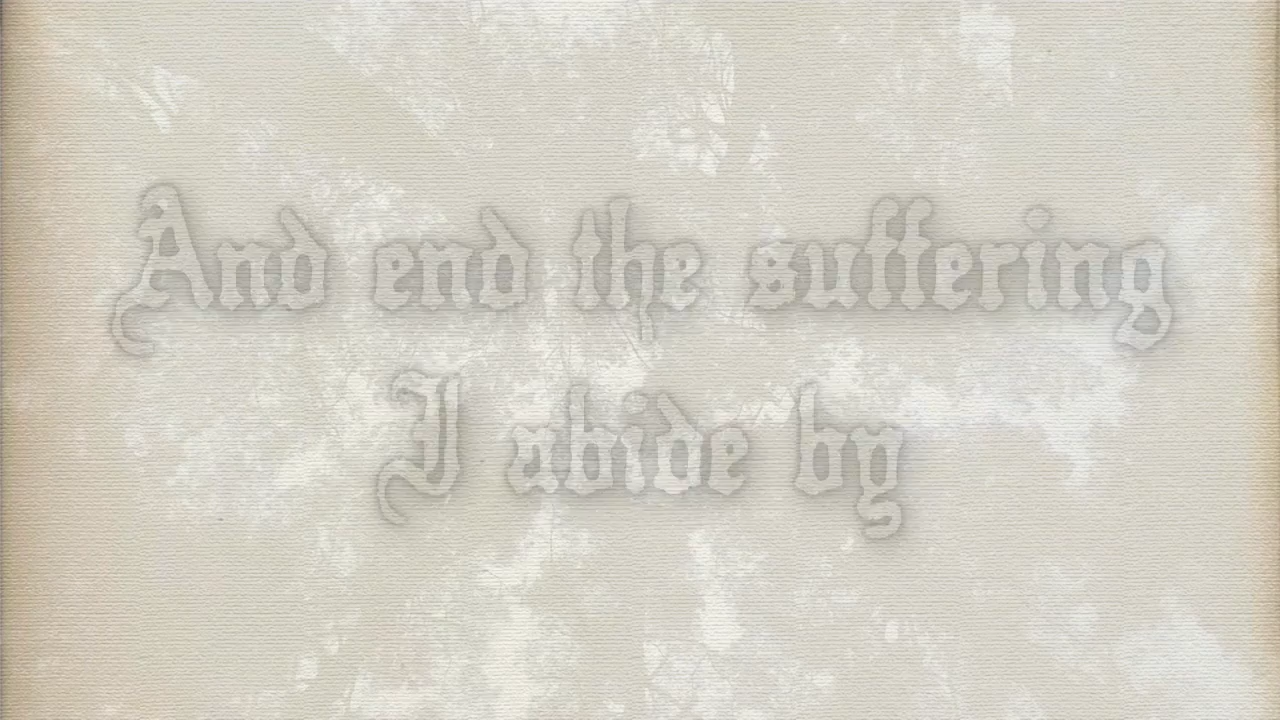 And end the suffering
I abide by